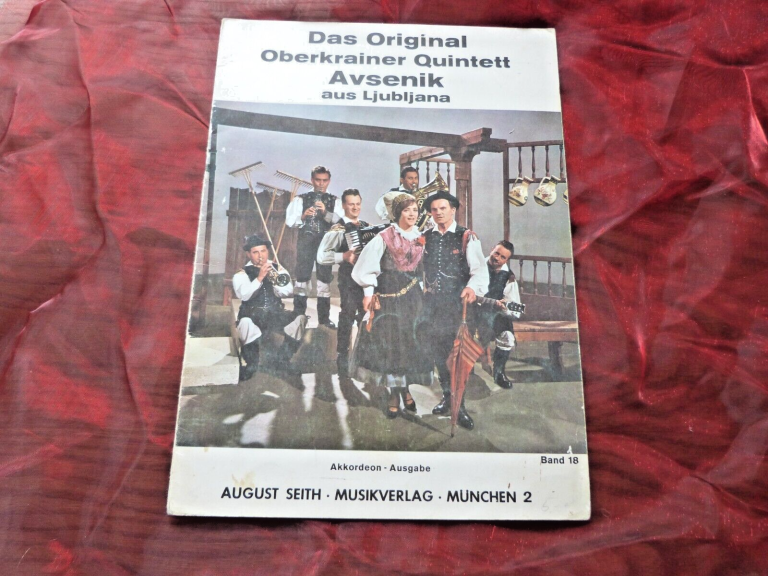 Das Original
Oberkrainer Quintett
Avsenik
aus Ljubljana
Akkordeon - Ausgabe
Band 18
AUGUST SEITH · MUSIKVERLAG · MÜNCHEN 2